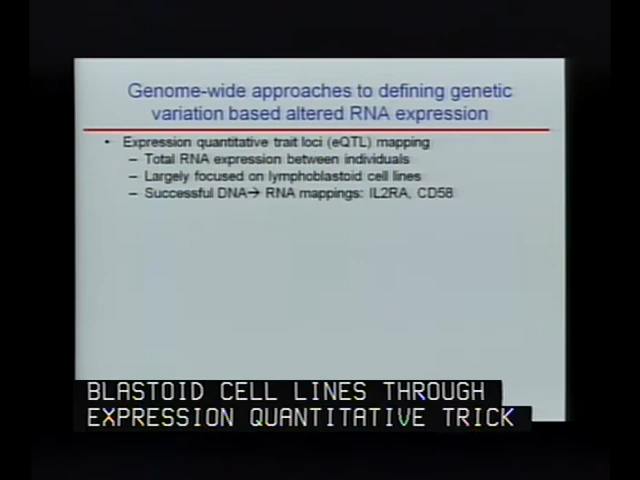 Genome-wide approaches to defining genetic
variation based altered RNA expression
• Expression quantitative trait loci (eQTL) mapping
– Total RNA expression between individuals
– Largely focused on lymphoblastoid cell lines
– Successful DNA→ RNA mappings: IL2RA, CD58
BLASTOID CELL LINES THROUGH
EXPRESSION QUANTITATIVE TRICK